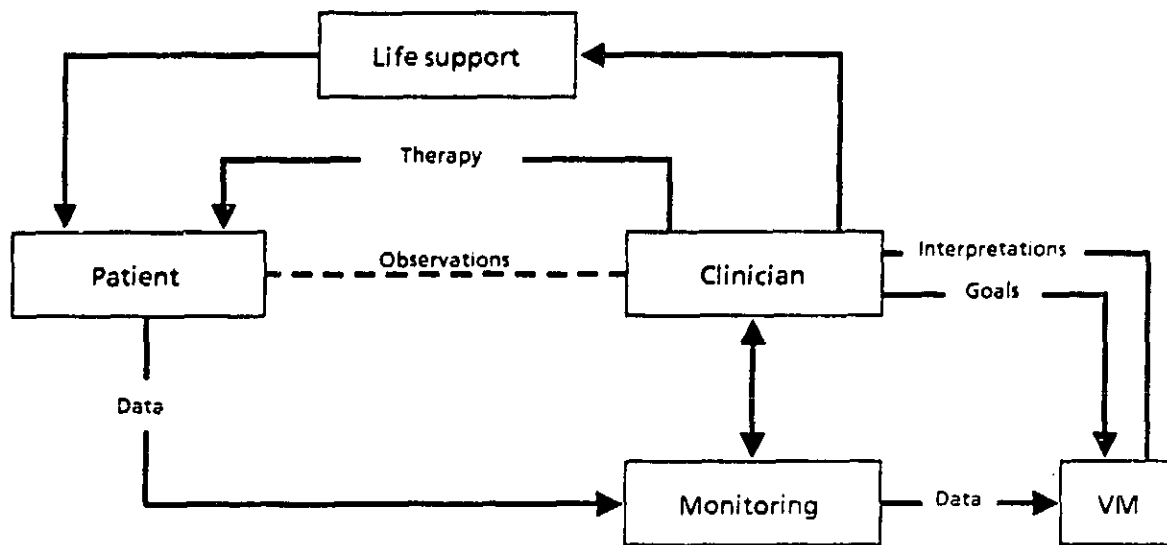 Life support
Therapy
Patient
Observations
Clinician
Interpretations
Goals
Data
Monitoring
Data
VM